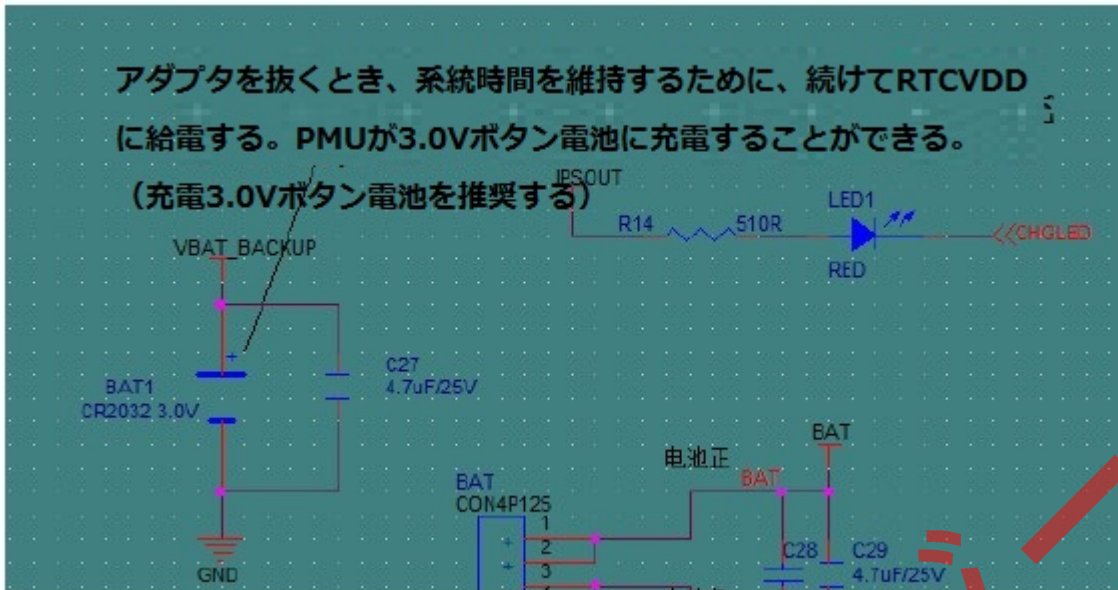 アダプタを抜くとき、系統時間を維持するために、続けてRTCVDD
に給電する。PMUが3.0Vボタン電池に充電することができる。
（充電3.0Vボタン電池を推奨する）
IPSOUT
R14
510R
LED1
CHGLED
RED
VBAT_BACKUP
C27
4.7uF/25V
BAT1
CR2032 3.0V
GND
BAT
电池正
BAT
BAT
CON4P125
1
2
3
C28
C29
4.7uF/25V